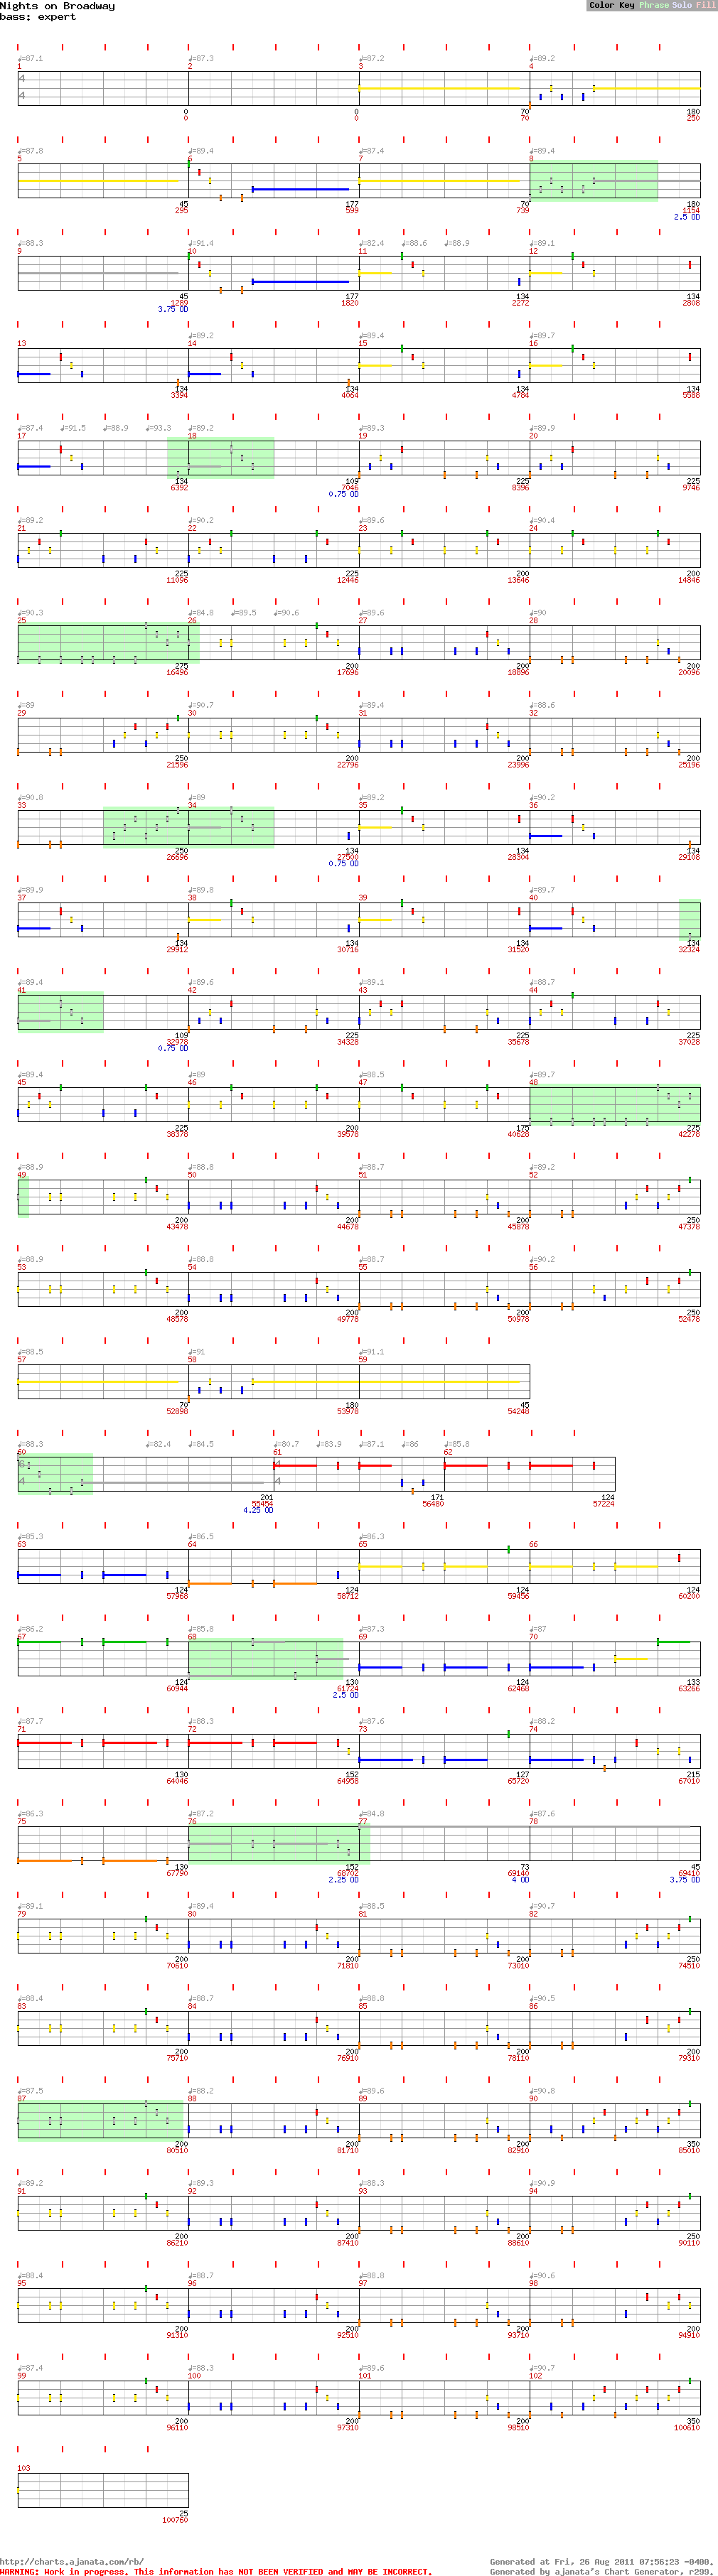 Nights on Broadway
Color Key Phrase Solo Fill
bass: expert
♩=87.1 ♩=87.3 ♩=87.2 ♩=89.2
1 2 3 4
4
4
0 0 70 180
0 0 70 250
♩=87.8 ♩=89.4 ♩=87.4 ♩=89.4
5 6 7 8
45 177 70 180
295 599 739 1154
2.5 OD
♩=88.3 ♩=91.4 ♩=82.4 ♩=88.6 ♩=88.9 ♩=89.1
9 10 11 12
45 177 134 134
1289 1820 2272 2808
3.75 OD
♩=89.2 ♩=89.4 ♩=89.7
13 14 15 16
134 134 134 134
3394 4064 4784 5588
♩=87.4 ♩=91.5 ♩=88.9 ♩=93.3 ♩=89.2 ♩=89.3 ♩=89.9
17 18 19 20
134 109 225 225
6392 7046 8396 9746
0.75 OD
♩=89.2 ♩=90.2 ♩=89.6 ♩=90.4
21 22 23 24
225 225 200 200
11096 12446 13646 14846
♩=90.3 ♩=84.8 ♩=89.5 ♩=90.6 ♩=89.6 ♩=90
25 26 27 28
275 200 200 200
16496 17696 18896 20096
♩=89 ♩=90.7 ♩=89.4 ♩=88.6
29 30 31 32
250 200 200 200
21596 22796 23996 25196
♩=90.8 ♩=89 ♩=89.2 ♩=90.2
33 34 35 36
250 134 134 134
26696 27500 28304 29108
0.75 OD
♩=89.9 ♩=89.8 ♩=89.7
37 38 39 40
134 134 134 134
29912 30716 31520 32324
♩=89.4 ♩=89.6 ♩=89.1 ♩=88.7
41 42 43 44
109 225 225 225
32978 34328 35678 37028
0.75 OD
♩=89.4 ♩=89 ♩=88.5 ♩=89.7
45 46 47 48
225 200 175 275
38378 39578 40628 42278
♩=88.9 ♩=88.8 ♩=88.7 ♩=89.2
49 50 51 52
200 200 200 250
43478 44678 45878 47378
♩=88.9 ♩=88.8 ♩=88.7 ♩=90.2
53 54 55 56
200 200 200 250
48578 49778 50978 52478
♩=88.5 ♩=91 ♩=91.1
57 58 59
70 180 45
52898 53978 54248
♩=88.3 ♩=82.4 ♩=84.5 ♩=80.7 ♩=83.9 ♩=87.1 ♩=86 ♩=85.8
60 61 62
6 4
4 4
201 171 124
55454 56480 57224
4.25 OD
♩=85.3 ♩=86.5 ♩=86.3
63 64 65 66
124 124 124 124
57968 58712 59456 60200
♩=86.2 ♩=85.8 ♩=87.3 ♩=87
67 68 69 70
124 130 124 133
60944 61724 62468 63266
2.5 OD
♩=87.7 ♩=88.3 ♩=87.6 ♩=88.2
71 72 73 74
130 152 127 215
64046 64958 65720 67010
♩=86.3 ♩=87.2 ♩=84.8 ♩=87.6
75 76 77 78
130 152 73 45
67790 68702 69140 69410
2.25 OD 4 OD 3.75 OD
♩=89.1 ♩=89.4 ♩=88.5 ♩=90.7
79 80 81 82
200 200 200 250
70610 71810 73010 74510
♩=88.4 ♩=88.7 ♩=88.8 ♩=90.5
83 84 85 86
200 200 200 200
75710 76910 78110 79310
♩=87.5 ♩=88.2 ♩=89.6 ♩=90.8
87 88 89 90
200 200 200 350
80510 81710 82910 85010
♩=89.2 ♩=89.3 ♩=88.3 ♩=90.9
91 92 93 94
200 200 200 250
86210 87410 88610 90110
♩=88.4 ♩=88.7 ♩=88.8 ♩=90.6
95 96 97 98
200 200 200 200
91310 92510 93710 94910
♩=87.4 ♩=88.3 ♩=89.6 ♩=90.7
99 100 101 102
200 200 200 350
96110 97310 98510 100610
103
25
100760
http://charts.ajanata.com/rb/
Generated at Fri, 26 Aug 2011 07:56:23 -0400.
WARNING: Work in progress. This information has NOT BEEN VERIFIED and MAY BE INCORRECT.
Generated by ajanata's Chart Generator, r299.